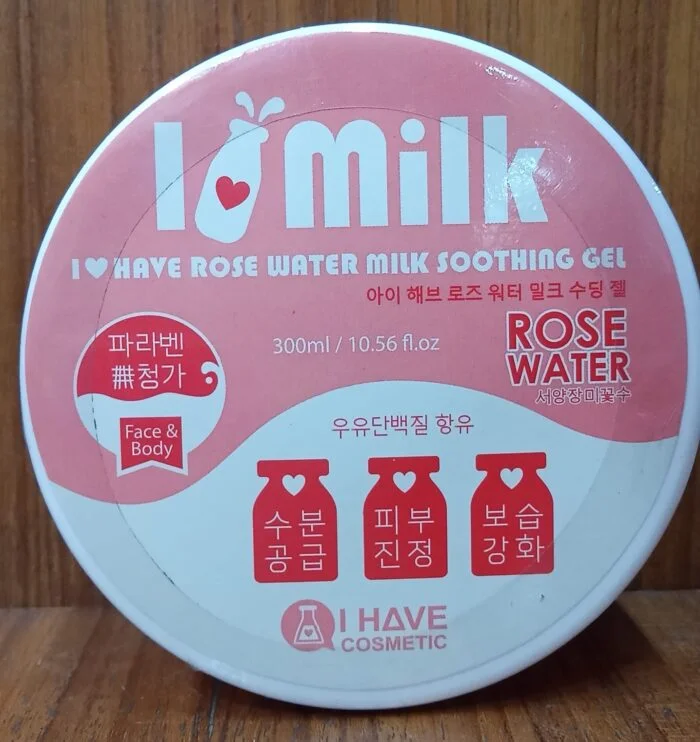 I Milk
I ♥ HAVE ROSE WATER MILK SOOTHING GEL
아이 해브 로즈 워터 밀크 수딩 젤
파라벤
無청가
300ml / 10.56 fl.oz
ROSE
WATER
서양장미꽃수
Face &
Body
우유단백질 항유
수분
공급
피부
진정
보습
강화
I HAVE
COSMETIC